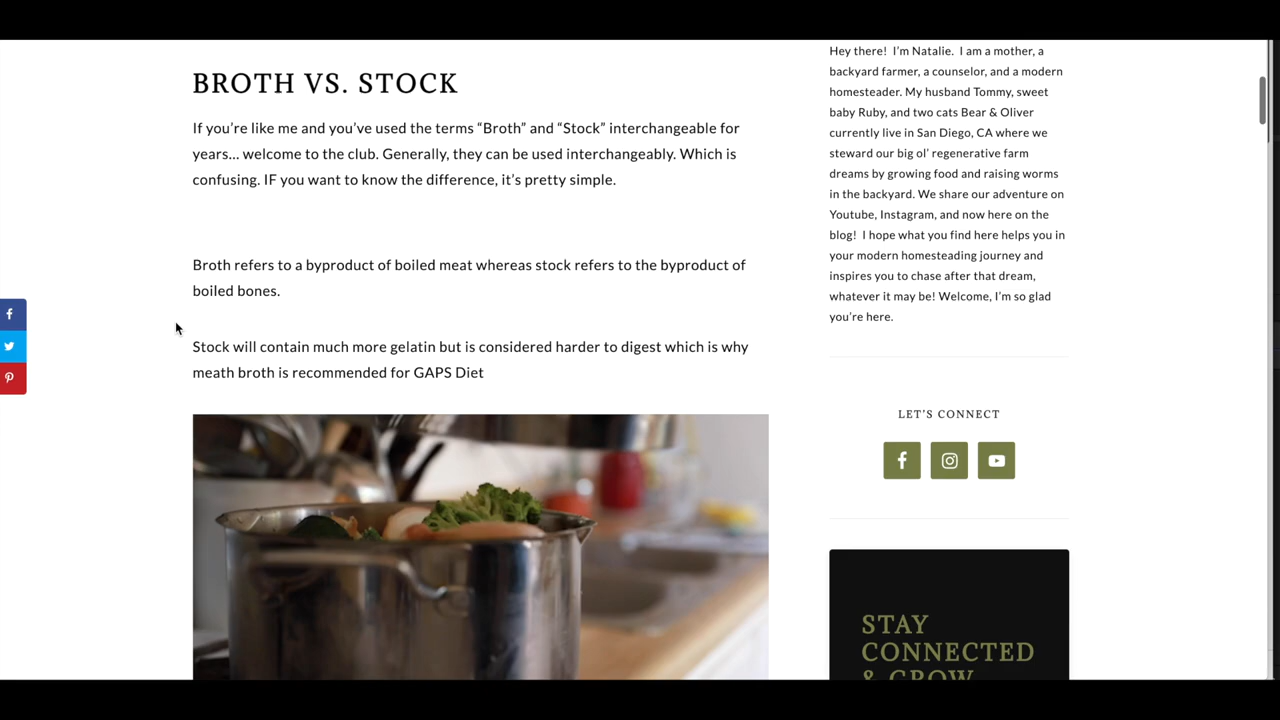 BROTH VS. STOCK
If you’re like me and you’ve used the terms “Broth” and “Stock” interchangeable for
years… welcome to the club. Generally, they can be used interchangeably. Which is
confusing. IF you want to know the difference, it’s pretty simple.
Broth refers to a byproduct of boiled meat whereas stock refers to the byproduct of
boiled bones.
Stock will contain much more gelatin but is considered harder to digest which is why
meath broth is recommended for GAPS Diet
Hey there!  I’m Natalie.  I am a mother, a
backyard farmer, a counselor, and a modern
homesteader. My husband Tommy, sweet
baby Ruby, and two cats Bear & Oliver
currently live in San Diego, CA where we
steward our big ol’ regenerative farm
dreams by growing food and raising worms
in the backyard. We share our adventure on
Youtube, Instagram, and now here on the
blog!  I hope what you find here helps you in
your modern homesteading journey and
inspires you to chase after that dream,
whatever it may be! Welcome, I’m so glad
you’re here.
LET’S CONNECT
STAY
CONNECTED
& GROW